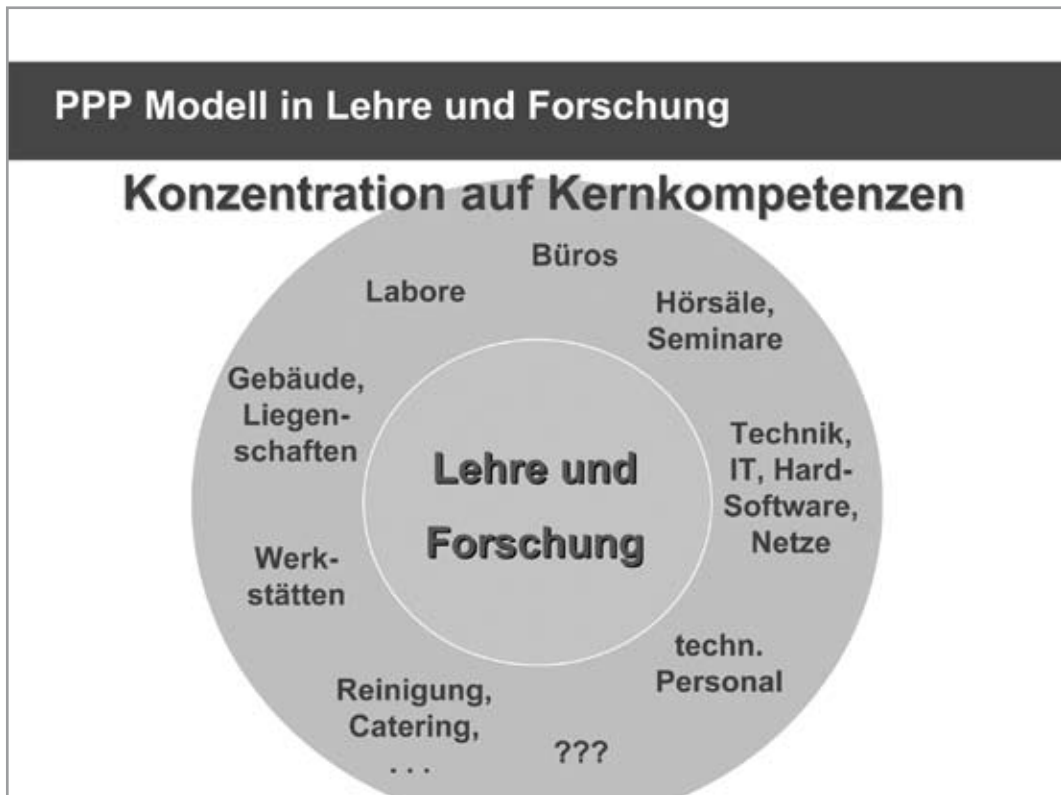 PPP Modell in Lehre und Forschung
Konzentration auf Kernkompetenzen
Büros
Labore
Hörsäle,
Seminare
Gebäude,
Liegen-
schaften
Technik,
IT, Hard-
Software,
Netze
Lehre und
Forschung
Werk-
stätten
techn.
Personal
Reinigung,
Catering,
. . .
???